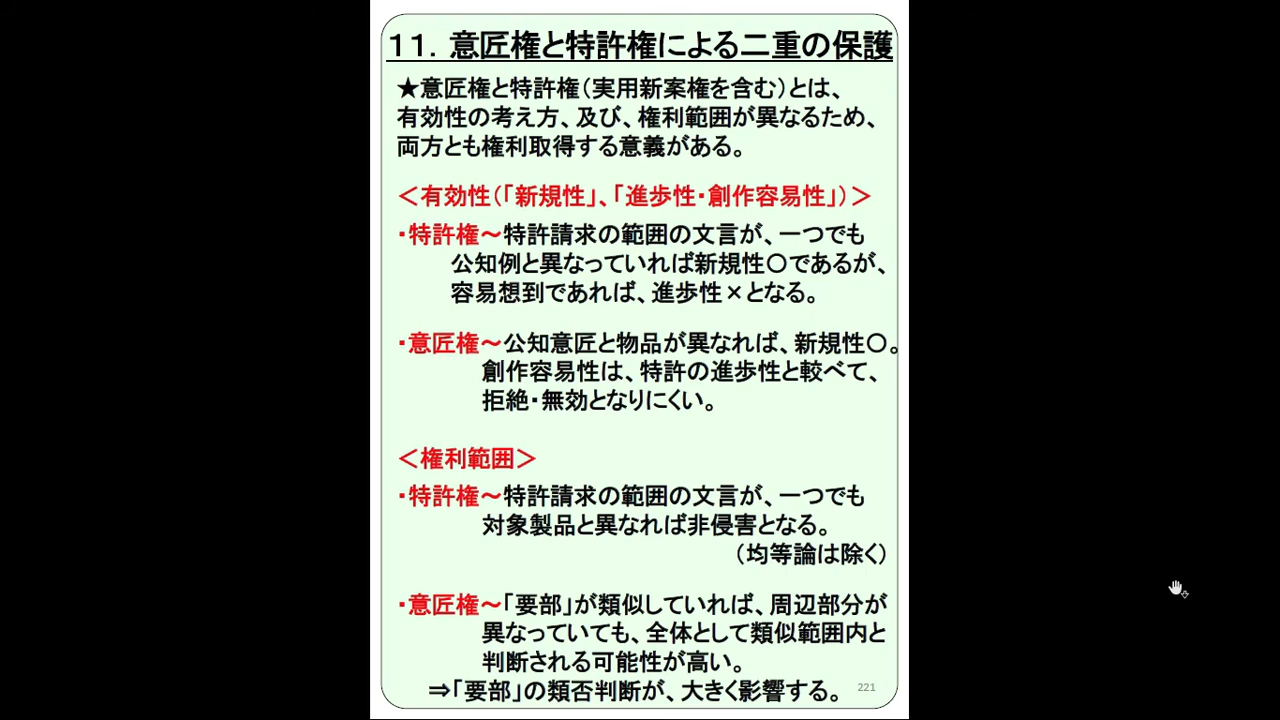 １１．意匠権と特許権による二重の保護
★意匠権と特許権（実用新案権を含む）とは、
有効性の考え方、及び、権利範囲が異なるため、
両方とも権利取得する意義がある。
＜有効性（「新規性」、「進歩性・創作容易性」）＞
・特許権～特許請求の範囲の文言が、一つでも
公知例と異なっていれば新規性〇であるが、
容易想到であれば、進歩性×となる。
・意匠権～公知意匠と物品が異なれば、新規性〇。
創作容易性は、特許の進歩性と較べて、
拒絶・無効となりにくい。
＜権利範囲＞
・特許権～特許請求の範囲の文言が、一つでも
対象製品と異なれば非侵害となる。
（均等論は除く）
・意匠権～「要部」が類似していれば、周辺部分が
異なっていても、全体として類似範囲内と
判断される可能性が高い。
⇒「要部」の類否判断が、大きく影響する。
221